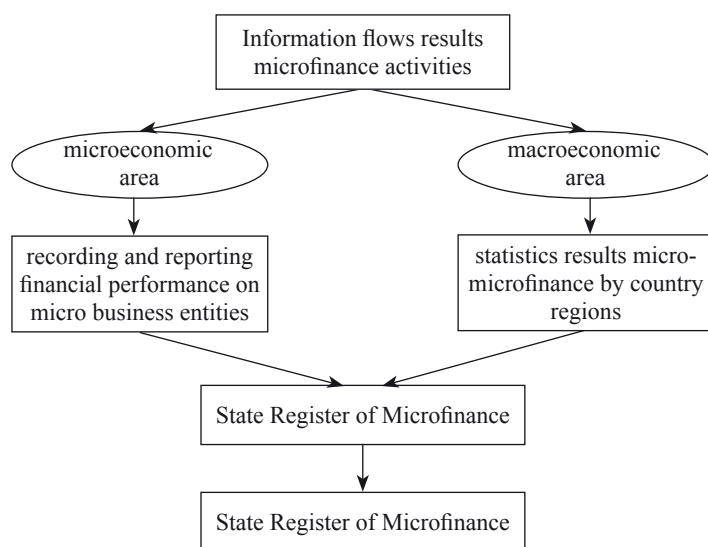 Information flows results
microfinance activities
microeconomic
area
macroeconomic
area
recording and reporting
financial performance on
micro business entities
statistics results micro-
microfinance by country
regions
State Register of Microfinance
State Register of Microfinance